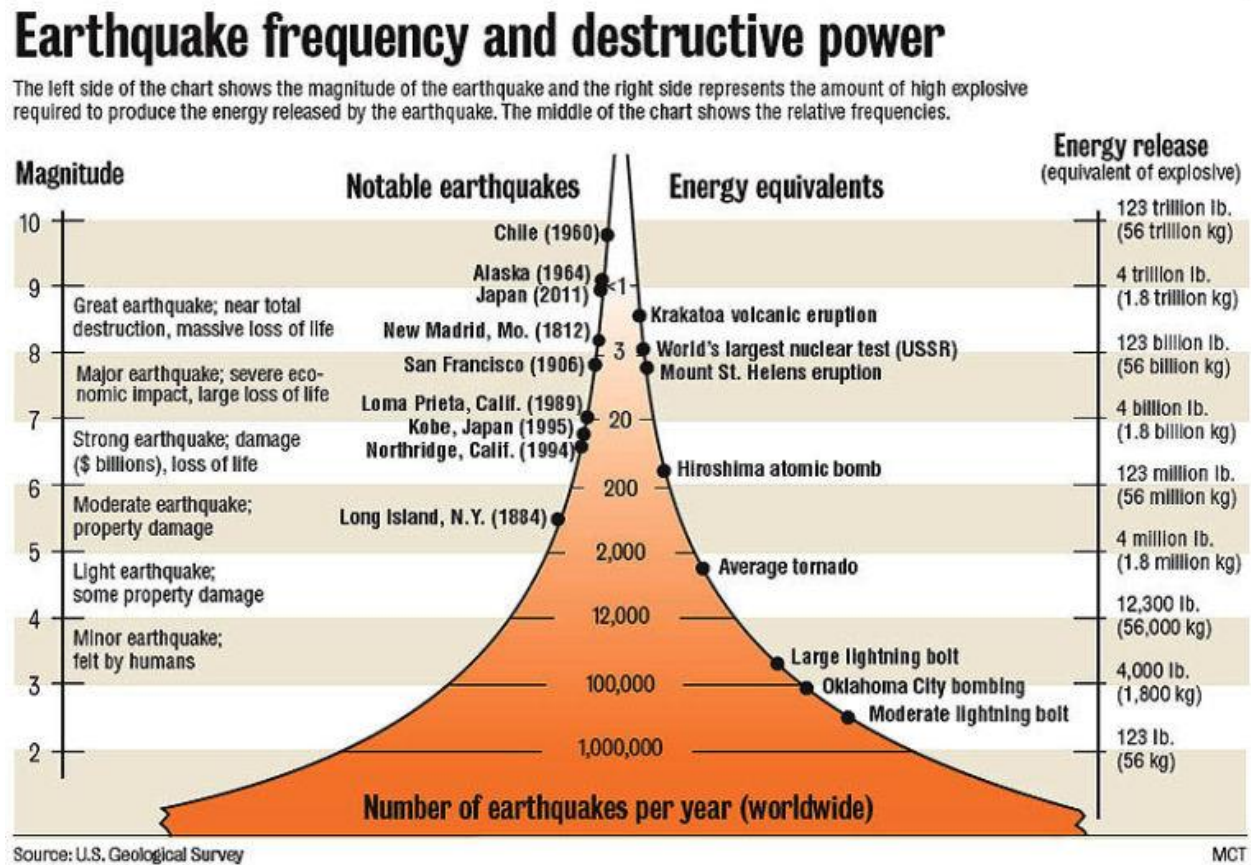 Earthquake frequency and destructive power
The left side of the chart shows the magnitude of the earthquake and the right side represents the amount of high explosive
required to produce the energy released by the earthquake. The middle of the chart shows the relative frequencies.
Magnitude
Notable earthquakes
Energy equivalents
Energy release
(equivalent of explosive)
10
9
8
7
6
5
4
3
2
Great earthquake; near total
destruction, massive loss of life
Major earthquake; severe eco-
nomic impact, large loss of life
Strong earthquake; damage
($ billions), loss of life
Moderate earthquake;
property damage
Light earthquake;
some property damage
Minor earthquake;
felt by humans
Chile (1960)
Alaska (1964)
Japan (2011)
New Madrid, Mo. (1812)
San Francisco (1906)
Loma Prieta, Calif. (1989)
Kobe, Japan (1995)
Northridge, Calif. (1994)
Long Island, N.Y. (1884)
<1
3
20
200
2,000
12,000
100,000
1,000,000
Number of earthquakes per year (worldwide)
Krakatoa volcanic eruption
World's largest nuclear test (USSR)
Mount St. Helens eruption
Hiroshima atomic bomb
Average tornado
Large lightning bolt
Oklahoma City bombing
Moderate lightning bolt
123 trillion lb.
(56 trillion kg)
4 trillion lb.
(1.8 trillion kg)
123 billion lb.
(56 billion kg)
4 billion lb.
(1.8 billion kg)
123 million lb.
(56 million kg)
4 million lb.
(1.8 million kg)
12,300 lb.
(56,000 kg)
4,000 lb.
(1,800 kg)
123 lb.
(56 kg)
Source: U.S. Geological Survey
MCT